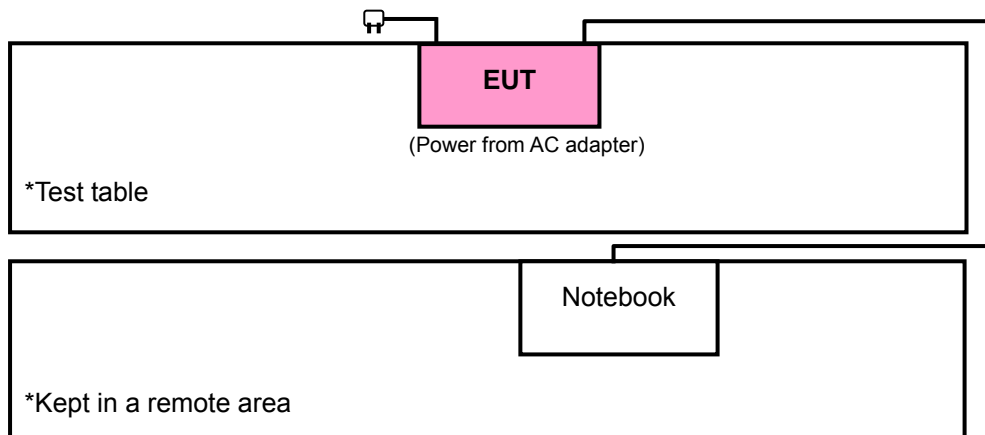 EUT
(Power from AC adapter)
*Test table
Notebook
*Kept in a remote area